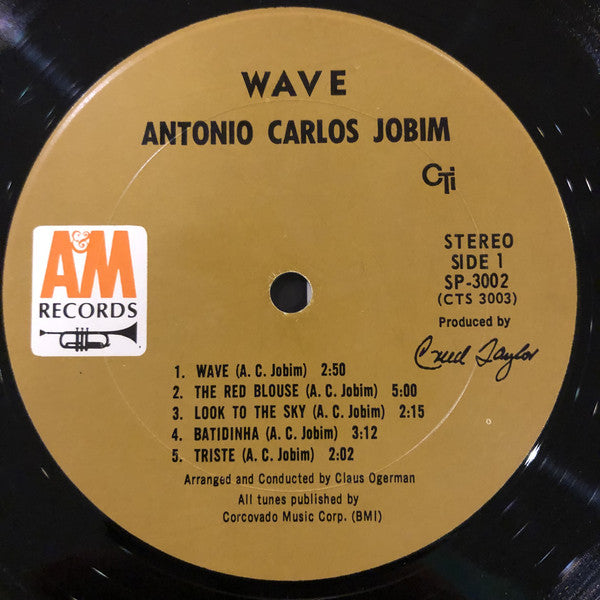 WAVE
ANTONIO CARLOS JOBIM
CTi
A&M
RECORDS
STEREO
SIDE 1
SP-3002
(CTS 3003)
Produced by
Creed Taylor
1. WAVE (A. C. Jobim) 2:50
2. THE RED BLOUSE (A. C. Jobim) 5:00
3. LOOK TO THE SKY (A. C. Jobim) 2:15
4. BATIDINHA (A. C. Jobim) 3:12
5. TRISTE (A. C. Jobim) 2:02
Arranged and Conducted by Claus Ogerman
All tunes published by
Corcovado Music Corp. (BMI)